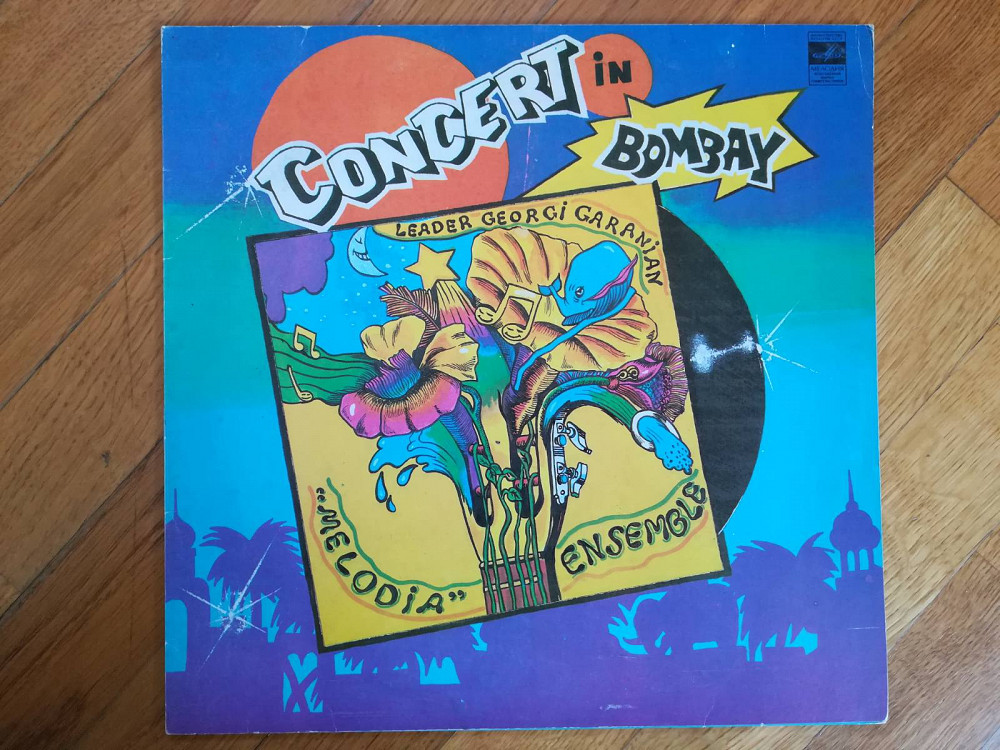 CONCERT in
BOMBAY
LEADER GEORGI GARANiAN
„MELODiA”
ENSEMBLE